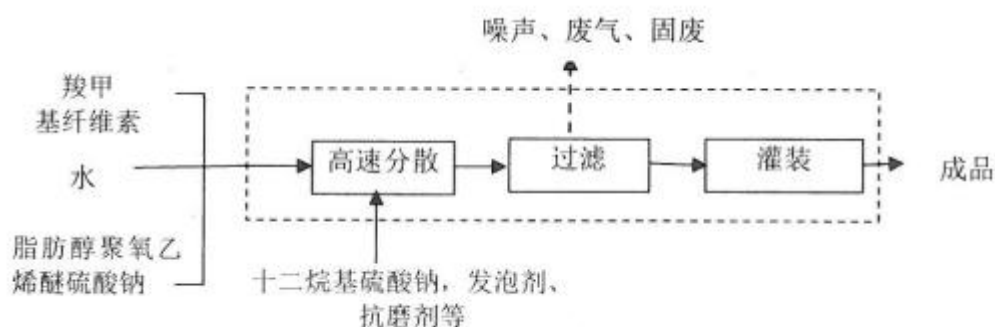 噪声、废气、固废
羧甲
基纤维素
水
脂肪醇聚氧乙
烯醚硫酸钠
高速分散
过滤
灌装
成品
十二烷基硫酸钠，发泡剂、
抗磨剂等